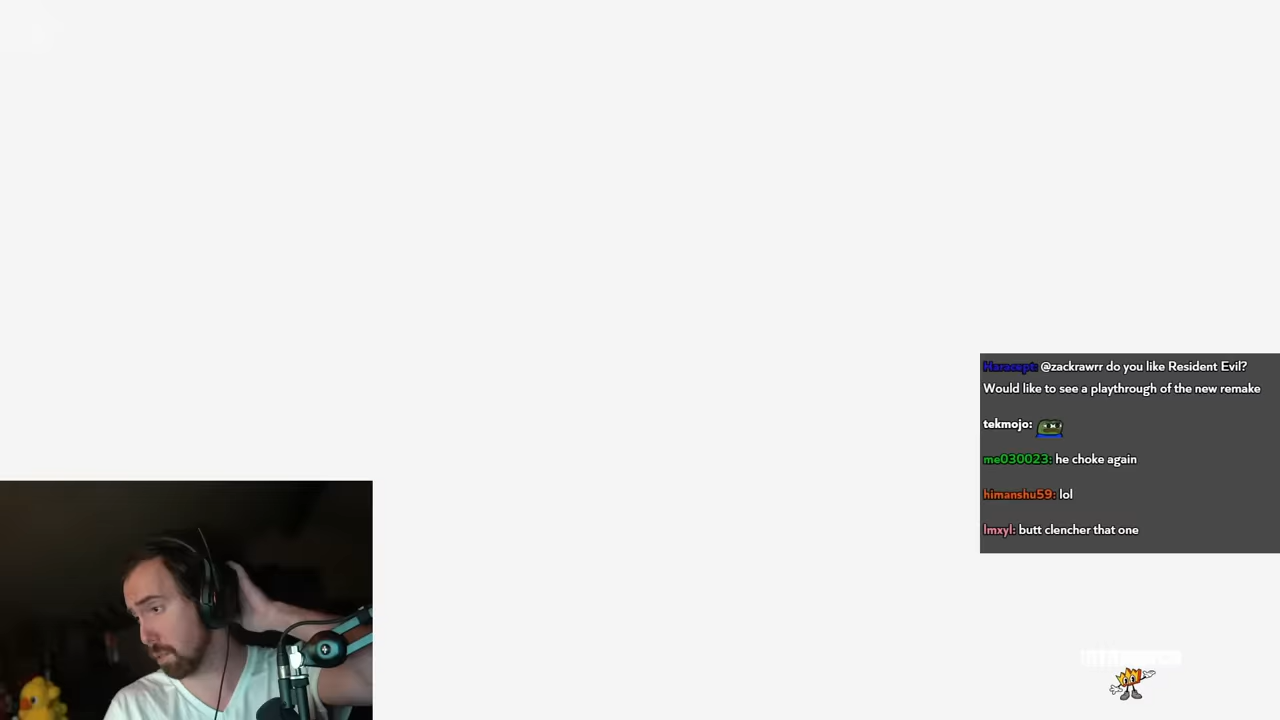 Haracept: @zackrawrr do you like Resident Evil?
Would like to see a playthrough of the new remake
tekmojo:
me030023: he choke again
himanshu59: lol
lmxyl: butt clencher that one